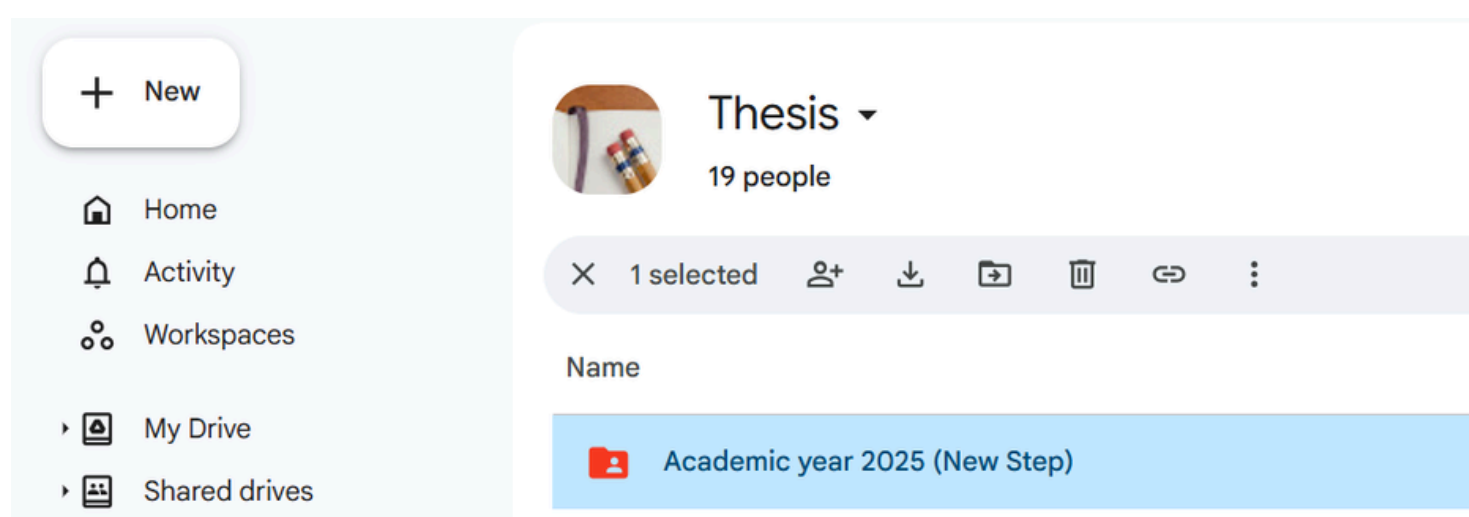 New
Home
Activity
Workspaces
My Drive
Shared drives
Thesis
19 people
1 selected
Name
Academic year 2025 (New Step)